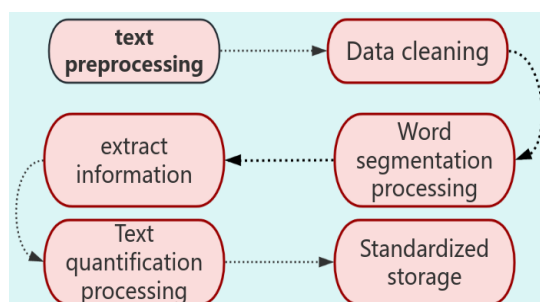 text
preprocessing
Data cleaning
Word
segmentation
processing
extract
information
Text
quantification
processing
Standardized
storage